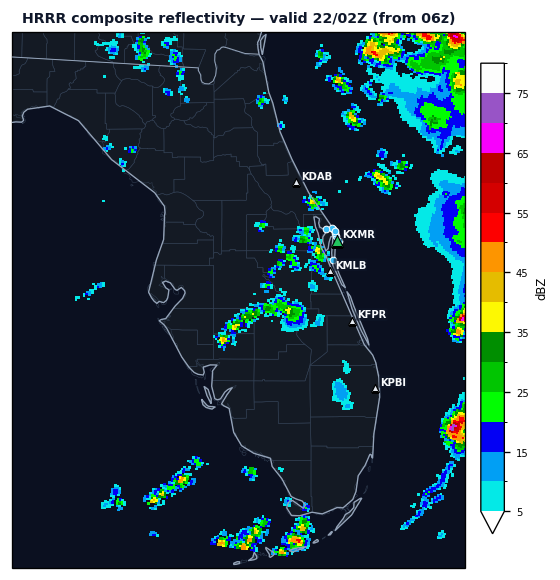 HRRR composite reflectivity — valid 22/02Z (from 06z)
KDAB
KXMR
KMLB
KFPR
KPBI
75
65
55
45
35
25
15
5
dBZ